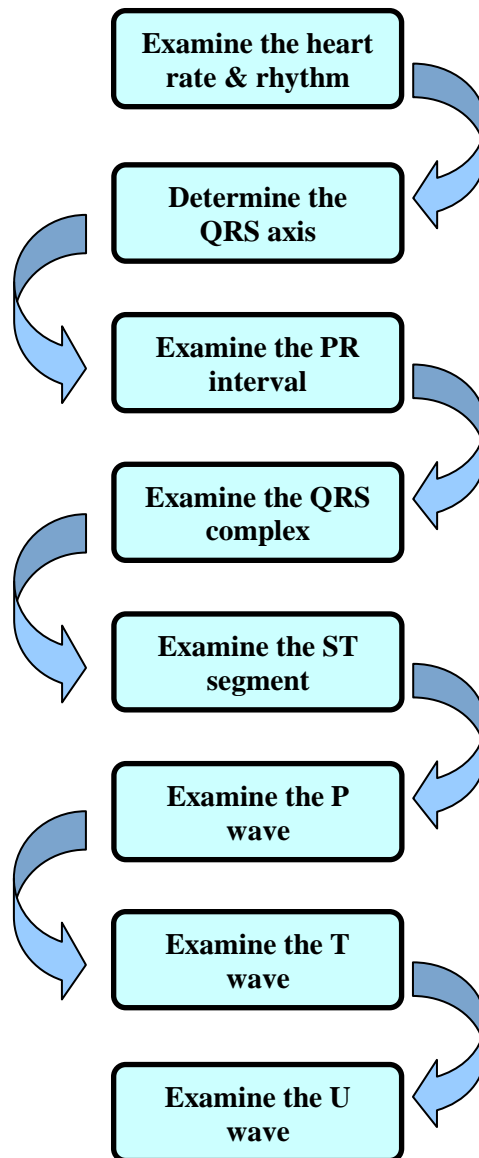 Examine the heart
rate & rhythm
Determine the
QRS axis
Examine the PR
interval
Examine the QRS
complex
Examine the ST
segment
Examine the P
wave
Examine the T
wave
Examine the U
wave